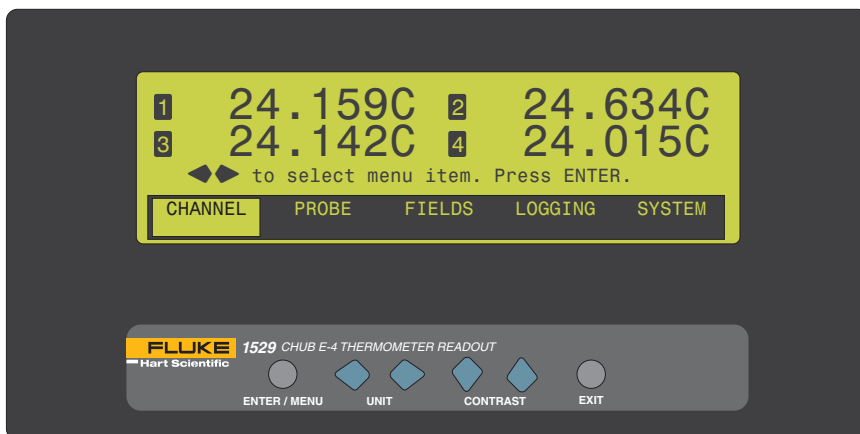 1 24.159C 2 24.634C
3 24.142C 4 24.015C
to select menu item. Press ENTER.
CHANNEL PROBE FIELDS LOGGING SYSTEM
FLUKE 1529 CHUB E-4 THERMOMETER READOUT
Hart Scientific
ENTER / MENU UNIT CONTRAST EXIT